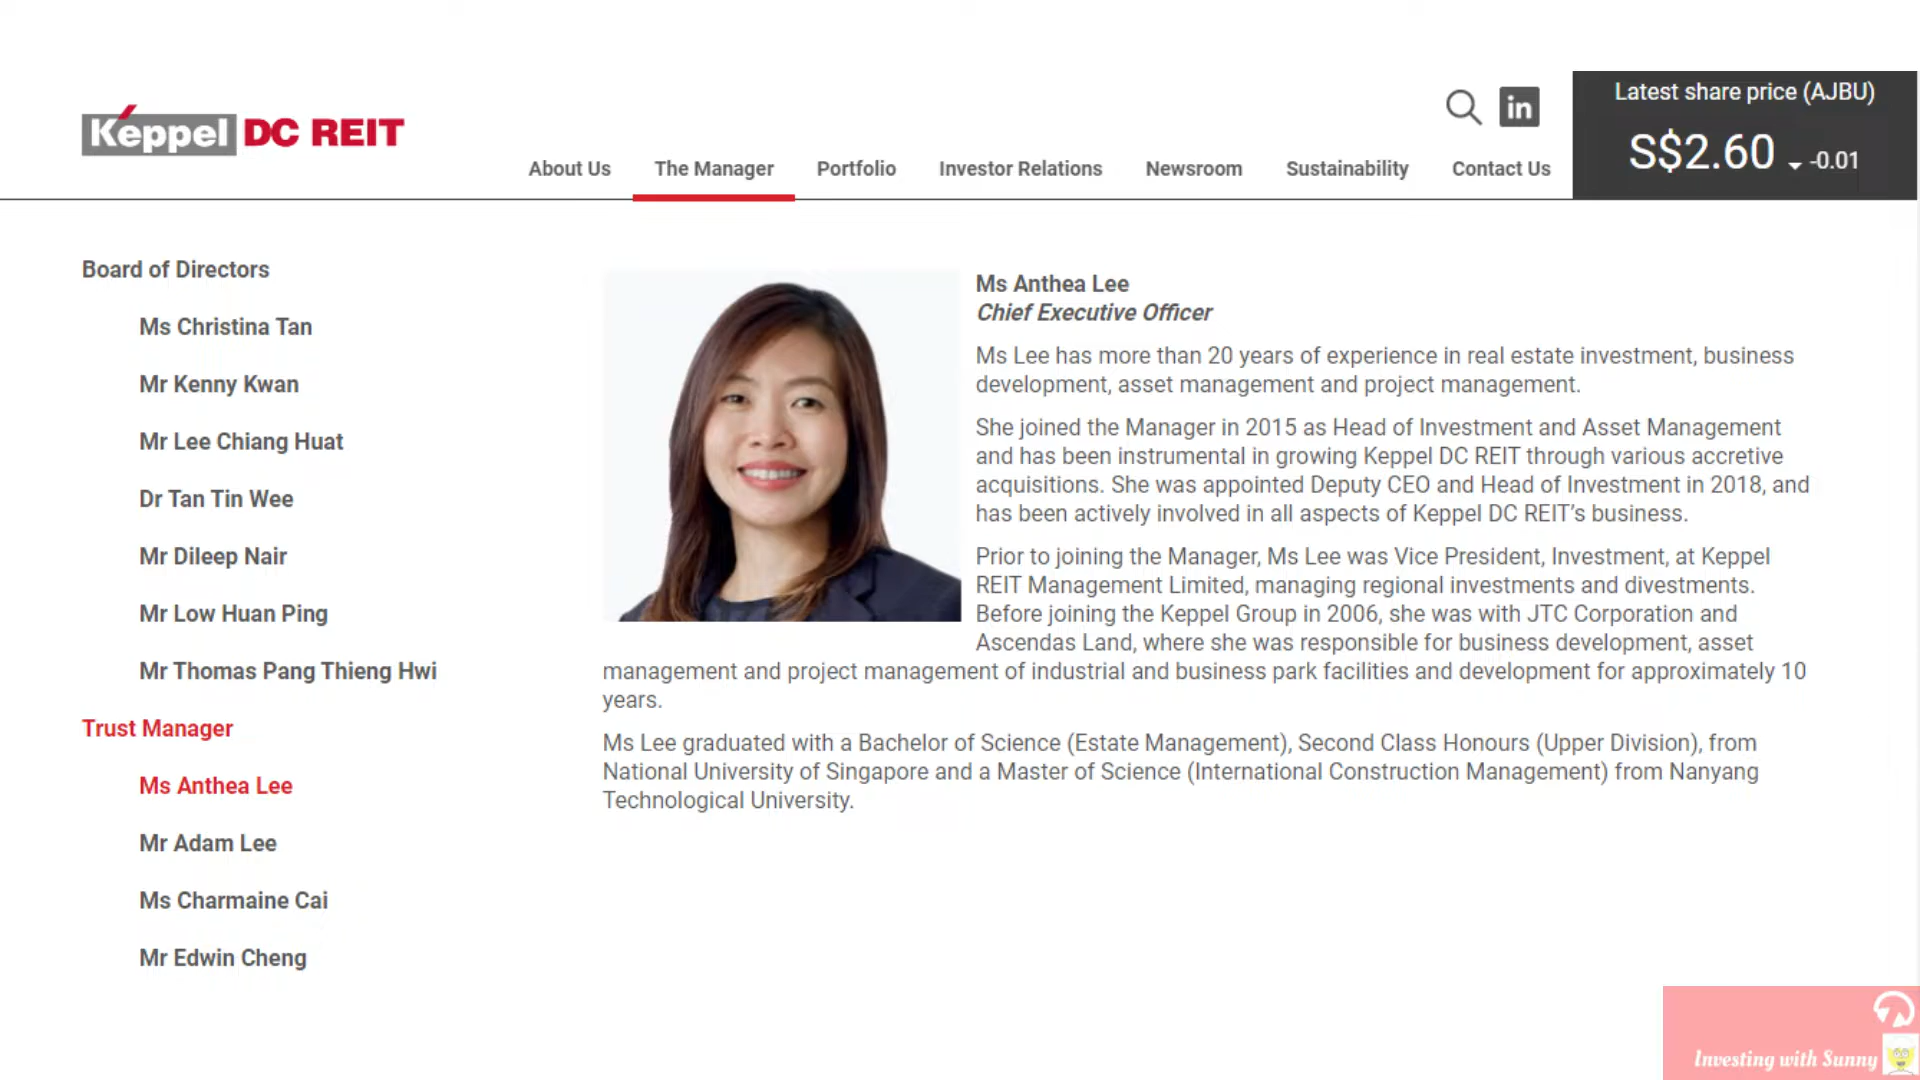 Latest share price (AJBU)
S$2.60 -0.01
Keppel DC REIT
About Us The Manager Portfolio Investor Relations Newsroom Sustainability Contact Us
Board of Directors
Ms Christina Tan
Mr Kenny Kwan
Mr Lee Chiang Huat
Dr Tan Tin Wee
Mr Dileep Nair
Mr Low Huan Ping
Mr Thomas Pang Thieng Hwi
Trust Manager
Ms Anthea Lee
Mr Adam Lee
Ms Charmaine Cai
Mr Edwin Cheng
Ms Anthea Lee
Chief Executive Officer
Ms Lee has more than 20 years of experience in real estate investment, business
development, asset management and project management.
She joined the Manager in 2015 as Head of Investment and Asset Management
and has been instrumental in growing Keppel DC REIT through various accretive
acquisitions. She was appointed Deputy CEO and Head of Investment in 2018, and
has been actively involved in all aspects of Keppel DC REIT’s business.
Prior to joining the Manager, Ms Lee was Vice President, Investment, at Keppel
REIT Management Limited, managing regional investments and divestments.
Before joining the Keppel Group in 2006, she was with JTC Corporation and
Ascendas Land, where she was responsible for business development, asset
management and project management of industrial and business park facilities and development for approximately 10
years.
Ms Lee graduated with a Bachelor of Science (Estate Management), Second Class Honours (Upper Division), from
National University of Singapore and a Master of Science (International Construction Management) from Nanyang
Technological University.
in
Investing with Sunny